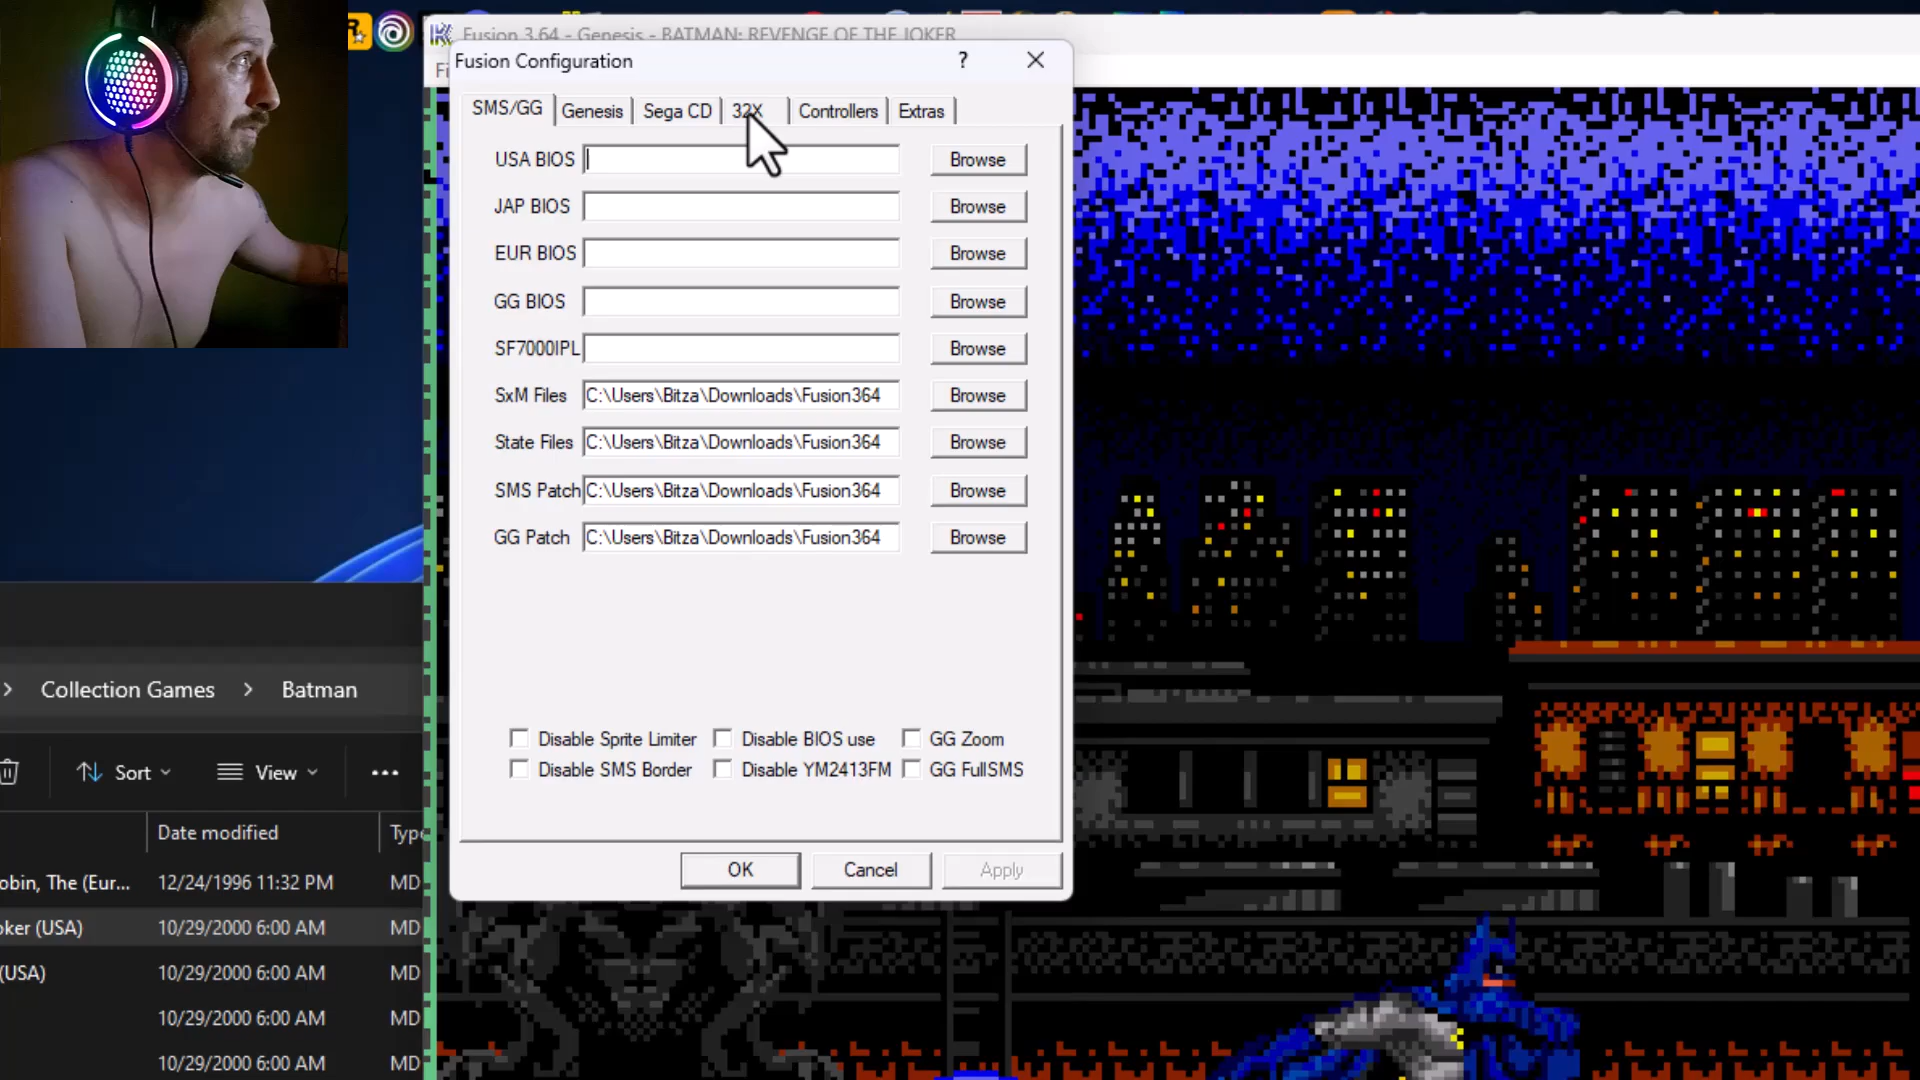 Fusion 3.64 - Genesis - BATMAN: REVENGE OF THE JOKER
Fusion Configuration
?
SMS/GG Genesis Sega CD 32X Controllers Extras
USA BIOS Browse
JAP BIOS Browse
EUR BIOS Browse
GG BIOS Browse
SF7000IPL Browse
SxM Files C:\Users\Bitza\Downloads\Fusion364 Browse
State Files C:\Users\Bitza\Downloads\Fusion364 Browse
SMS Patch C:\Users\Bitza\Downloads\Fusion364 Browse
GG Patch C:\Users\Bitza\Downloads\Fusion364 Browse
Disable Sprite Limiter Disable BIOS use GG Zoom
Disable SMS Border Disable YM2413FM GG FullSMS
OK Cancel Apply
> Collection Games > Batman
Sort View ...
Date modified Type
obin, The (Eur... 12/24/1996 11:32 PM MD
oker (USA) 10/29/2000 6:00 AM MD
(USA) 10/29/2000 6:00 AM MD
10/29/2000 6:00 AM MD
10/29/2000 6:00 AM MD